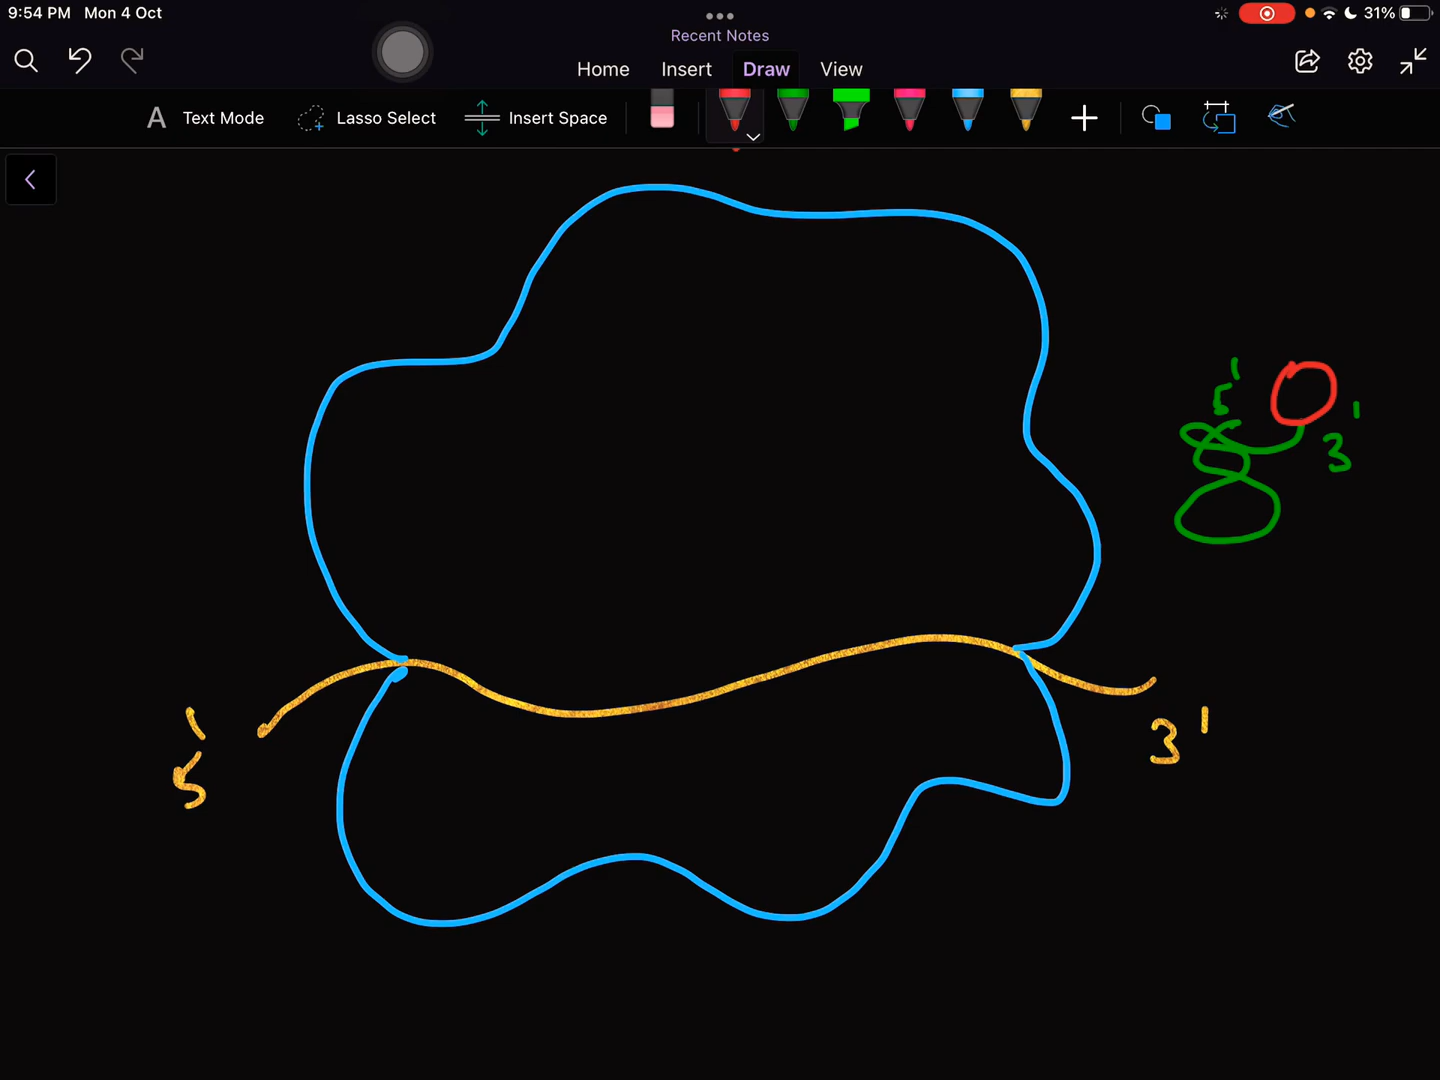 9:54 PM Mon 4 Oct
31%
Recent Notes
Home Insert Draw View
Text Mode Lasso Select Insert Space
5'
3'
5'
3'